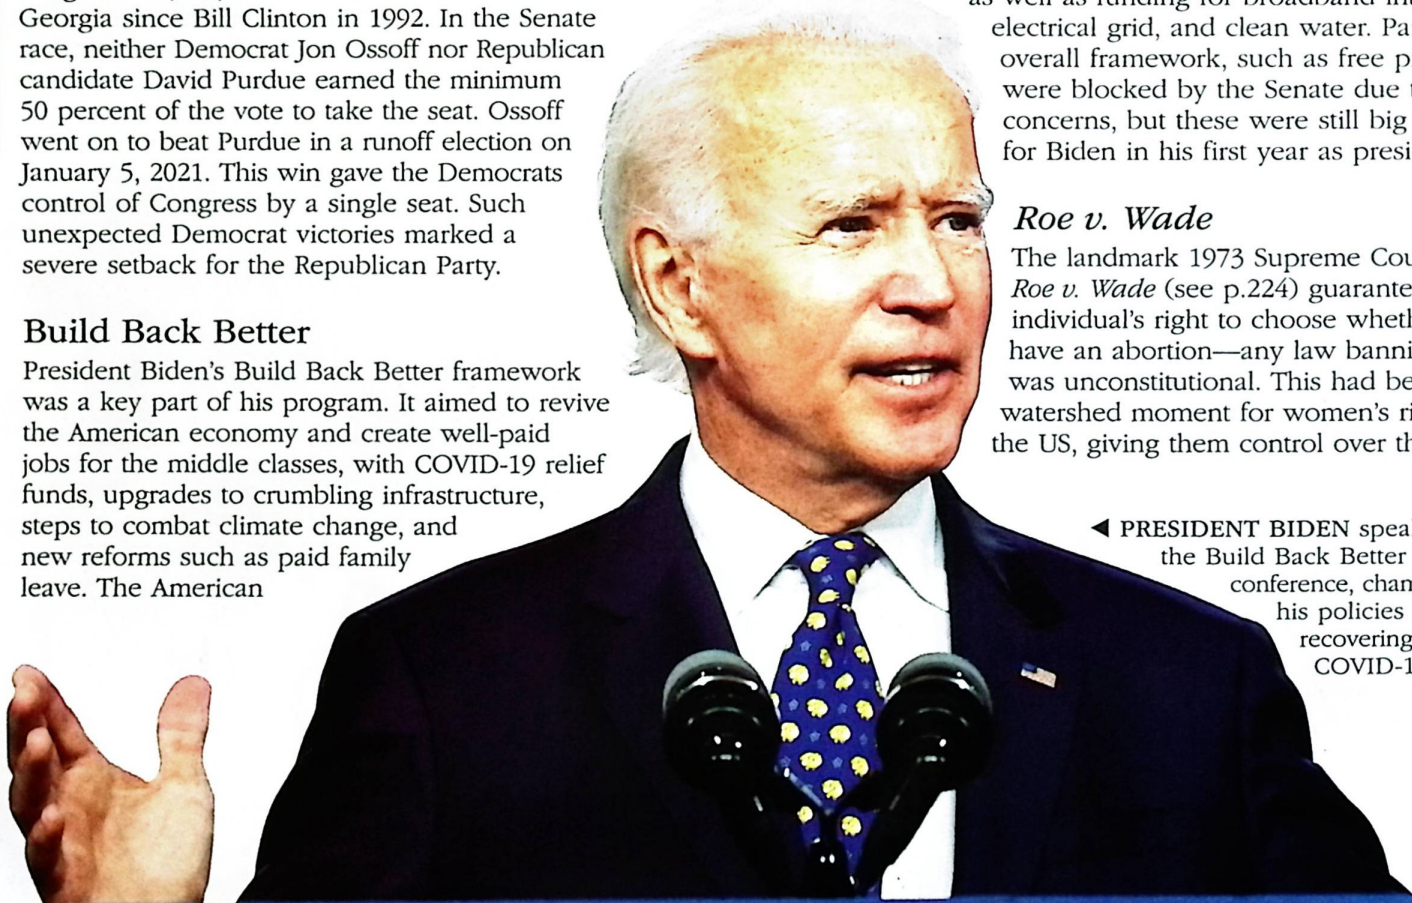 Georgia since Bill Clinton in 1992. In the Senate
race, neither Democrat Jon Ossoff nor Republican
candidate David Purdue earned the minimum
50 percent of the vote to take the seat. Ossoff
went on to beat Purdue in a runoff election on
January 5, 2021. This win gave the Democrats
control of Congress by a single seat. Such
unexpected Democrat victories marked a
severe setback for the Republican Party.
Build Back Better
President Biden's Build Back Better framework
was a key part of his program. It aimed to revive
the American economy and create well-paid
jobs for the middle classes, with COVID-19 relief
funds, upgrades to crumbling infrastructure,
steps to combat climate change, and
new reforms such as paid family
leave. The American
as well as funding for broadband
electrical grid, and clean water.
overall framework, such as free
were blocked by the Senate due
concerns, but these were still big
for Biden in his first year as
Roe v. Wade
The landmark 1973 Supreme
Roe v. Wade (see p.224)
individual's right to choose
have an abortion—any law
was unconstitutional. This had
watershed moment for women's
the US, giving them control over
◀ PRESIDENT BIDEN
the Build Back Better
conference,
his policies
recovering